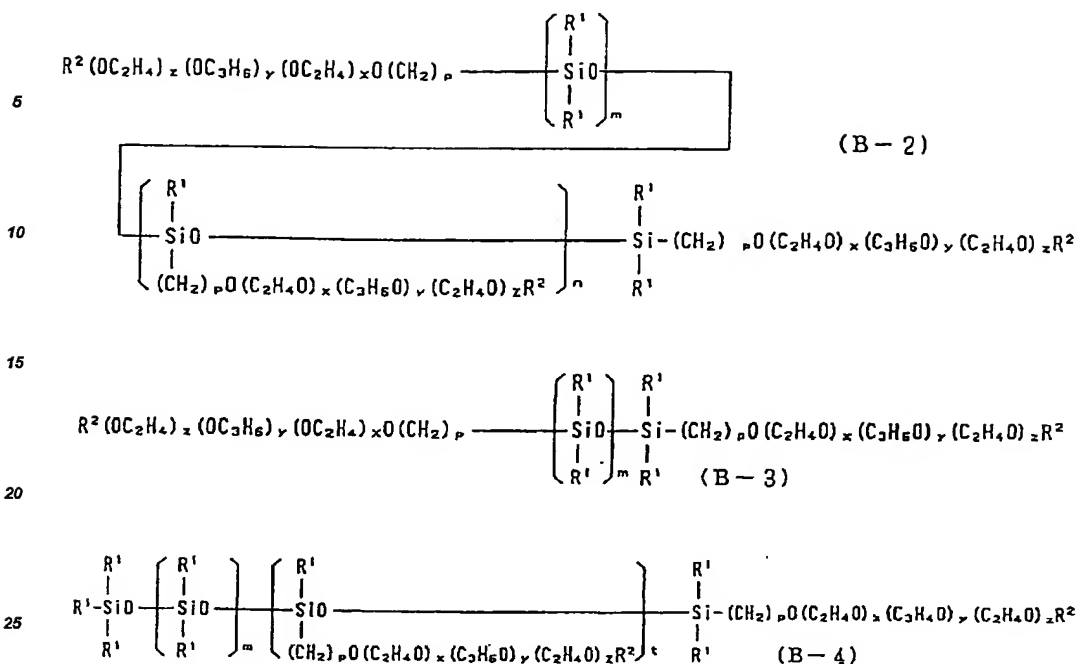 R¹
R²(OC₂H₄)z(OC₃H₆)y(OC₂H₄)xO(CH₂)p SiO
5
R¹ m
(B-2)
R¹ R¹
10
SiO Si-(CH₂) pO(C₂H₄O)x(C₃H₆O)y(C₂H₄O)zR²
(CH₂)pO(C₂H₄O)x(C₃H₆O)y(C₂H₄O)zR² n R¹
15
R¹ R¹
R²(OC₂H₄)z(OC₃H₆)y(OC₂H₄)xO(CH₂)p SiO Si-(CH₂)pO(C₂H₄O)x(C₃H₆O)y(C₂H₄O)zR²
R¹ m R¹ (B-3)
20
R¹ R¹ R¹ R¹
25
R¹-SiO SiO SiO Si-(CH₂)pO(C₂H₄O)x(C₃H₄O)y(C₂H₄O)zR²
R¹ R¹ m (CH₂)pO(C₂H₄O)x(C₃H₆O)y(C₂H₄O)zR² t R¹ (B-4)